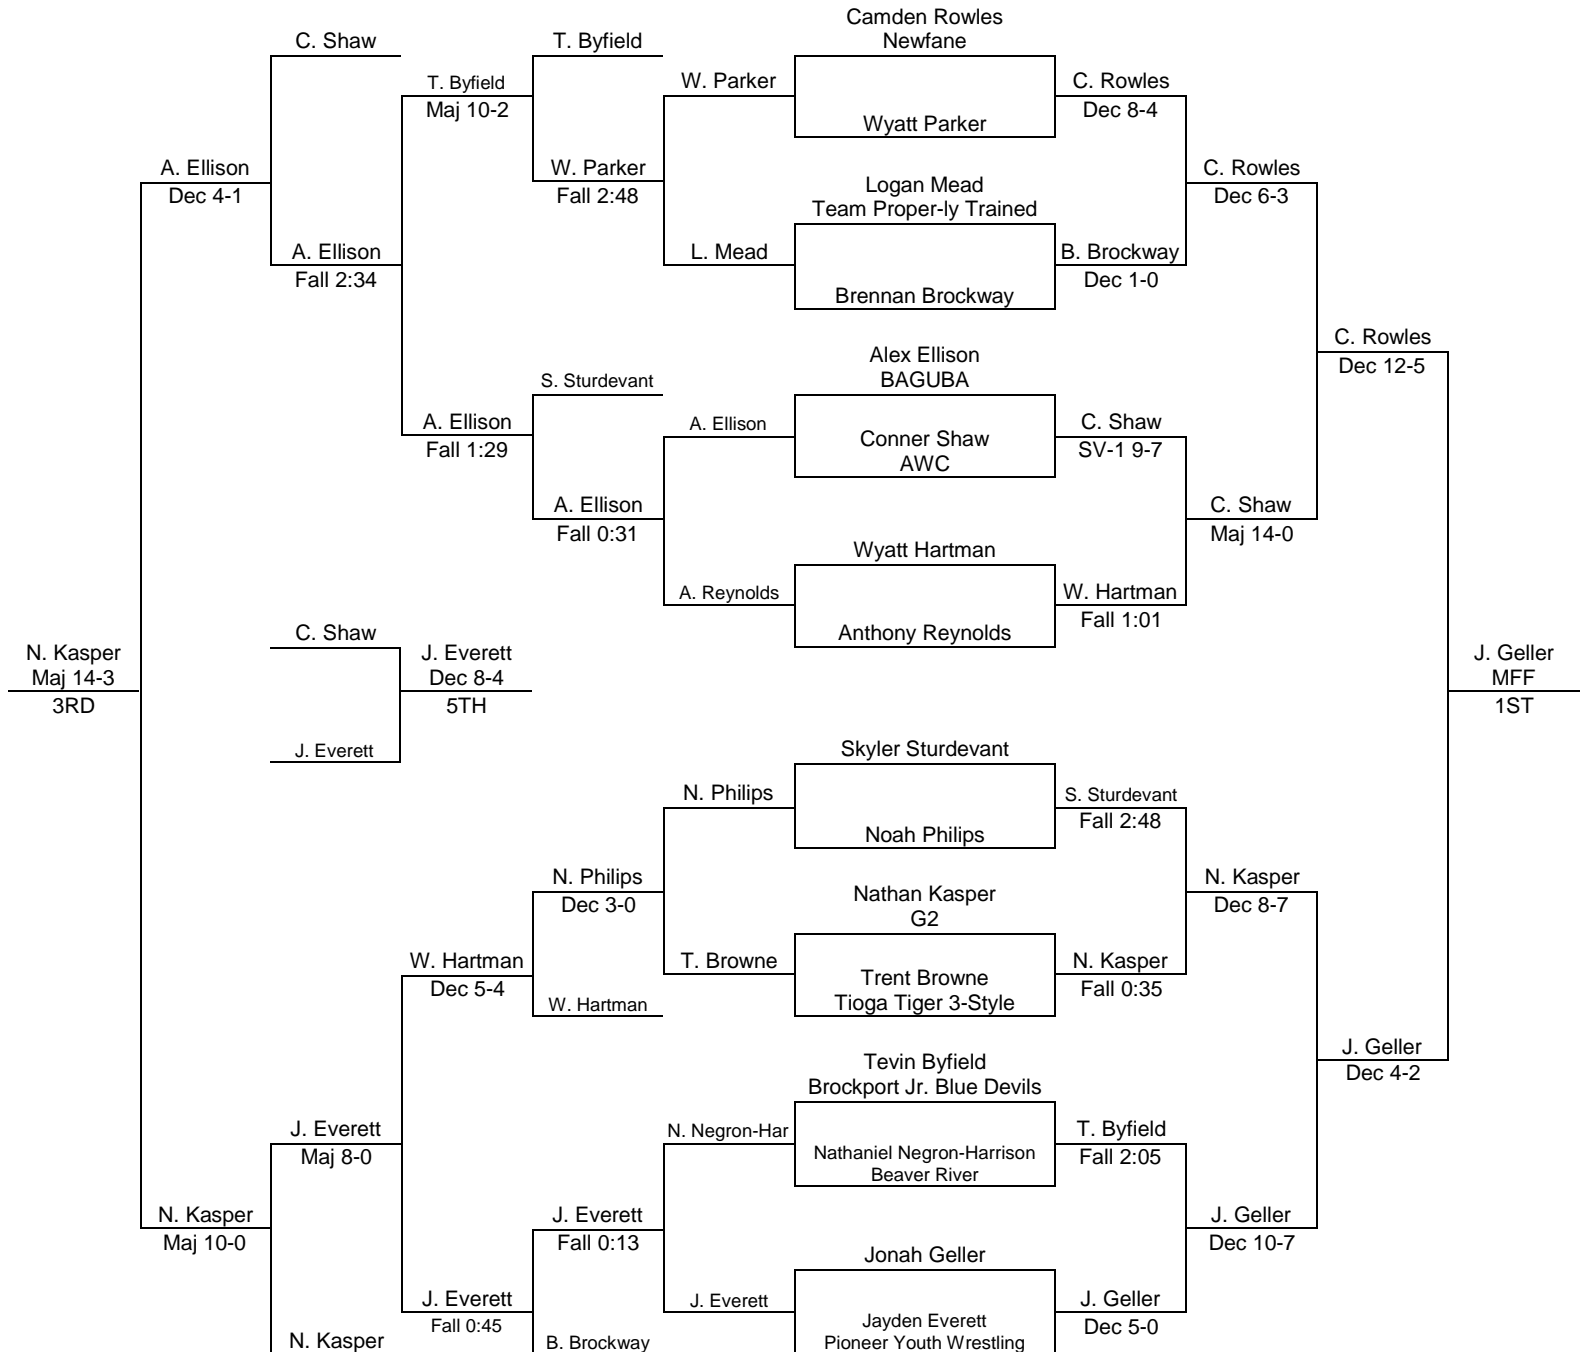 Camden Rowles
Newfane
C. Shaw
T. Byfield
T. Byfield
Maj 10-2
W. Parker
C. Rowles
Dec 8-4
Wyatt Parker
A. Ellison
Dec 4-1
W. Parker
Fall 2:48
Logan Mead
Team Proper-ly Trained
C. Rowles
Dec 6-3
A. Ellison
Fall 2:34
L. Mead
B. Brockway
Dec 1-0
Brennan Brockway
C. Rowles
Dec 12-5
Alex Ellison
BAGUBA
S. Sturdevant
A. Ellison
Fall 1:29
A. Ellison
Conner Shaw
AWC
C. Shaw
SV-1 9-7
A. Ellison
Fall 0:31
C. Shaw
Maj 14-0
Wyatt Hartman
A. Reynolds
W. Hartman
Fall 1:01
Anthony Reynolds
C. Shaw
N. Kasper
Maj 14-3
3RD
J. Everett
Dec 8-4
5TH
J. Geller
MFF
1ST
J. Everett
Skyler Sturdevant
N. Philips
S. Sturdevant
Fall 2:48
Noah Philips
N. Philips
Dec 3-0
Nathan Kasper
G2
N. Kasper
Dec 8-7
W. Hartman
Dec 5-4
T. Browne
Trent Browne
Tioga Tiger 3-Style
N. Kasper
Fall 0:35
W. Hartman
J. Geller
Dec 4-2
Tevin Byfield
Brockport Jr. Blue Devils
J. Everett
Maj 8-0
N. Negron-Har
Nathaniel Negron-Harrison
Beaver River
T. Byfield
Fall 2:05
N. Kasper
Maj 10-0
J. Everett
Fall 0:13
J. Geller
Dec 10-7
Jonah Geller
J. Everett
Fall 0:45
J. Everett
J. Geller
Dec 5-0
Jayden Everett
Pioneer Youth Wrestling
N. Kasper
B. Brockway